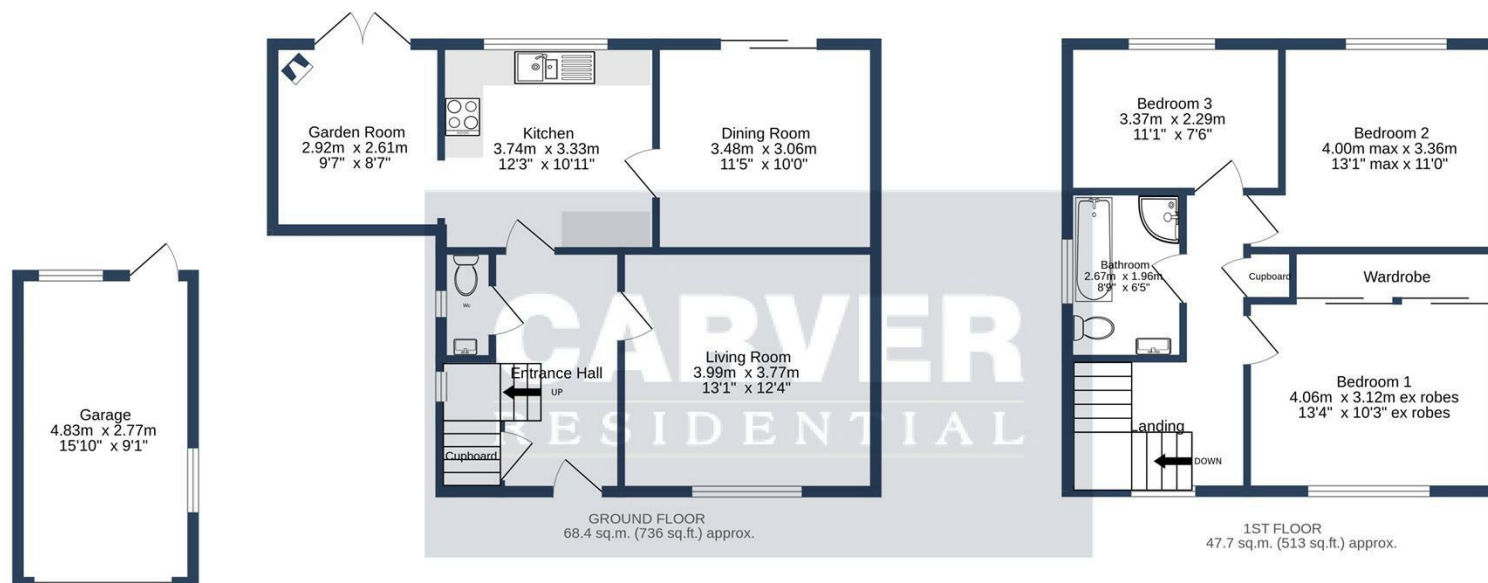 Garden Room
2.92m x 2.61m
9'7" x 8'7"
Kitchen
3.74m x 3.33m
12'3" x 10'11"
Dining Room
3.48m x 3.06m
11'5" x 10'0"
Wc
Entrance Hall
UP
Cupboard
Living Room
3.99m x 3.77m
13'1" x 12'4"
Garage
4.83m x 2.77m
15'10" x 9'1"
CARVER
RESIDENTIAL
GROUND FLOOR
68.4 sq.m. (736 sq.ft.) approx.
Bedroom 3
3.37m x 2.29m
11'1" x 7'6"
Bedroom 2
4.00m max x 3.36m
13'1" max x 11'0"
Bathroom
2.67m x 1.96m
8'9" x 6'5"
Cupboard
Wardrobe
Bedroom 1
4.06m x 3.12m ex robes
13'4" x 10'3" ex robes
Landing
DOWN
1ST FLOOR
47.7 sq.m. (513 sq.ft.) approx.